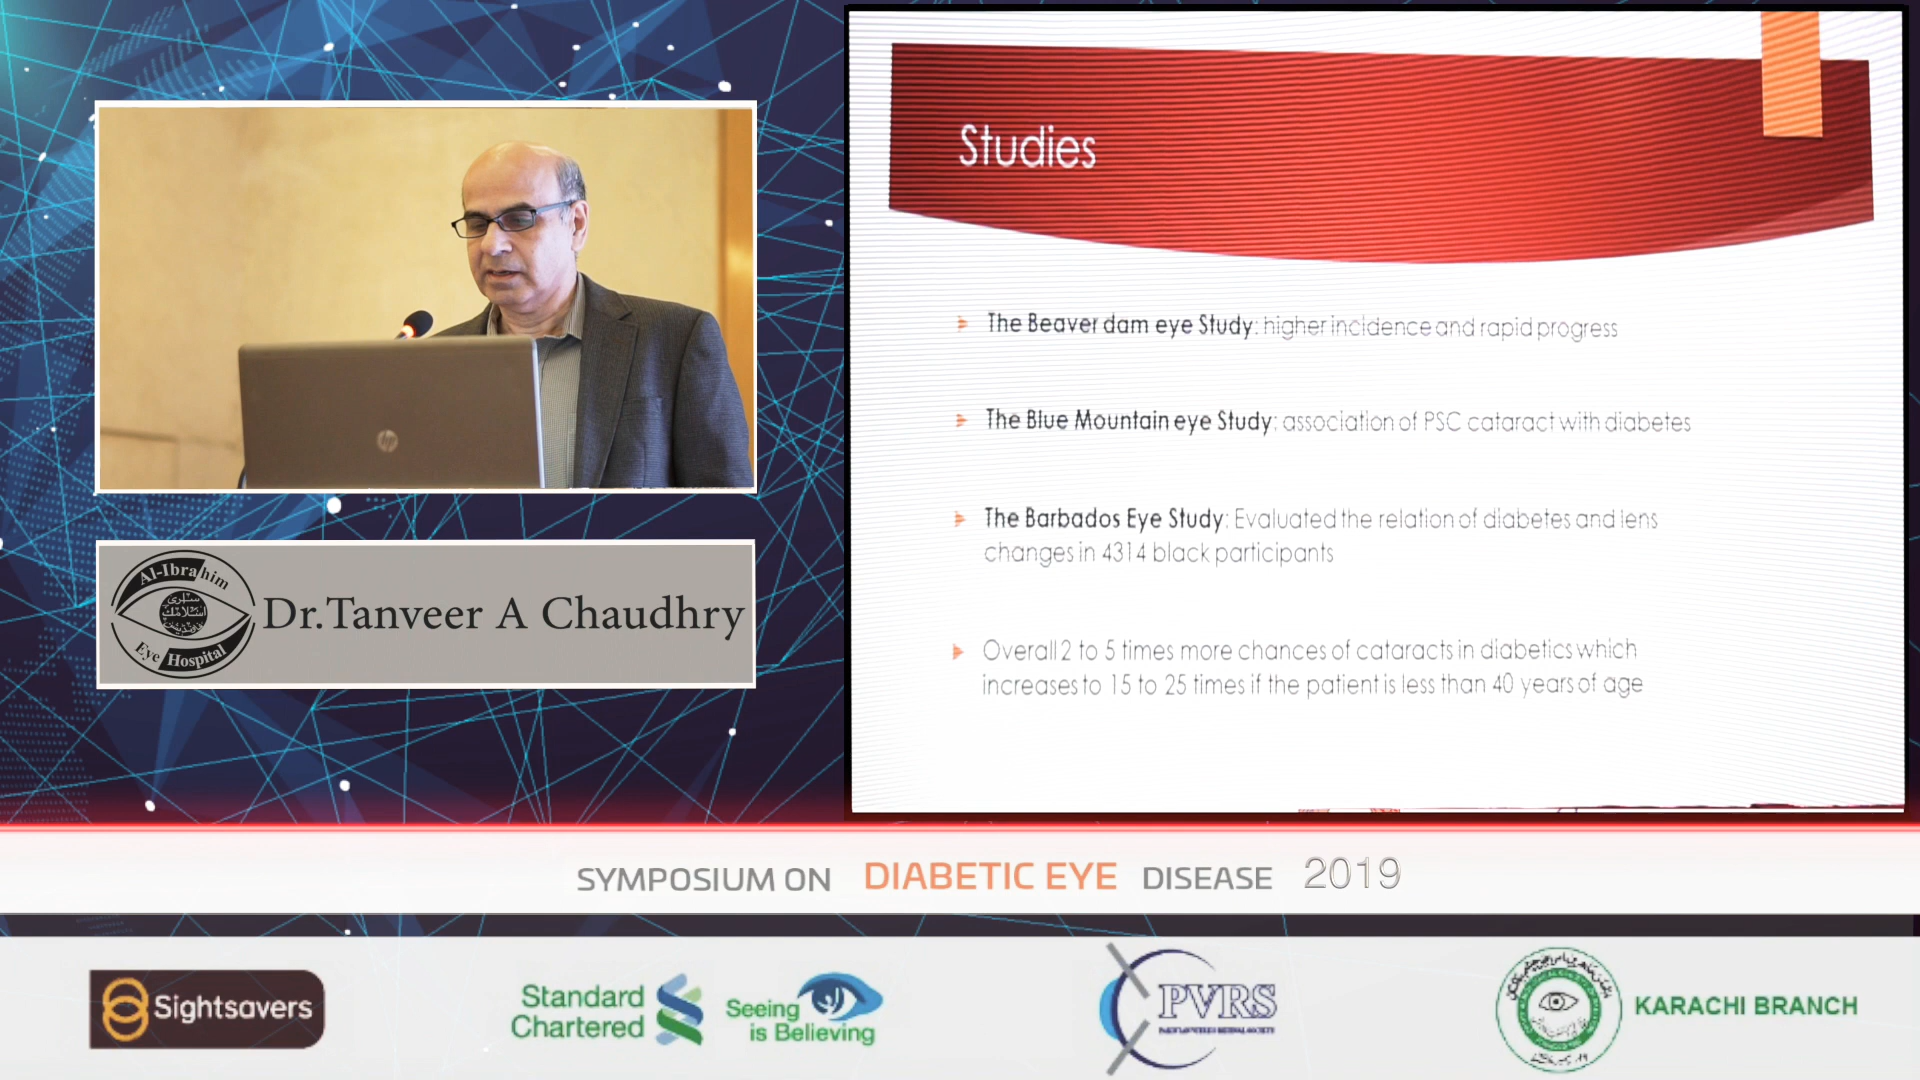 Studies
The Beaver dam eye Study: higher incidence and rapid progress
The Blue Mountain eye Study: association of PSC cataract with diabetes
The Barbados Eye Study: Evaluated the relation of diabetes and lens
changes in 4314 black participants
Overall 2 to 5 times more chances of cataracts in diabetics which
increases to 15 to 25 times if the patient is less than 40 years of age
hp
Al-Ibrahim
Eye Hospital
Dr.Tanveer A Chaudhry
SYMPOSIUM ON DIABETIC EYE DISEASE 2019
Sightsavers
Standard
Chartered
Seeing
is Believing
PVRS
KARACHI BRANCH